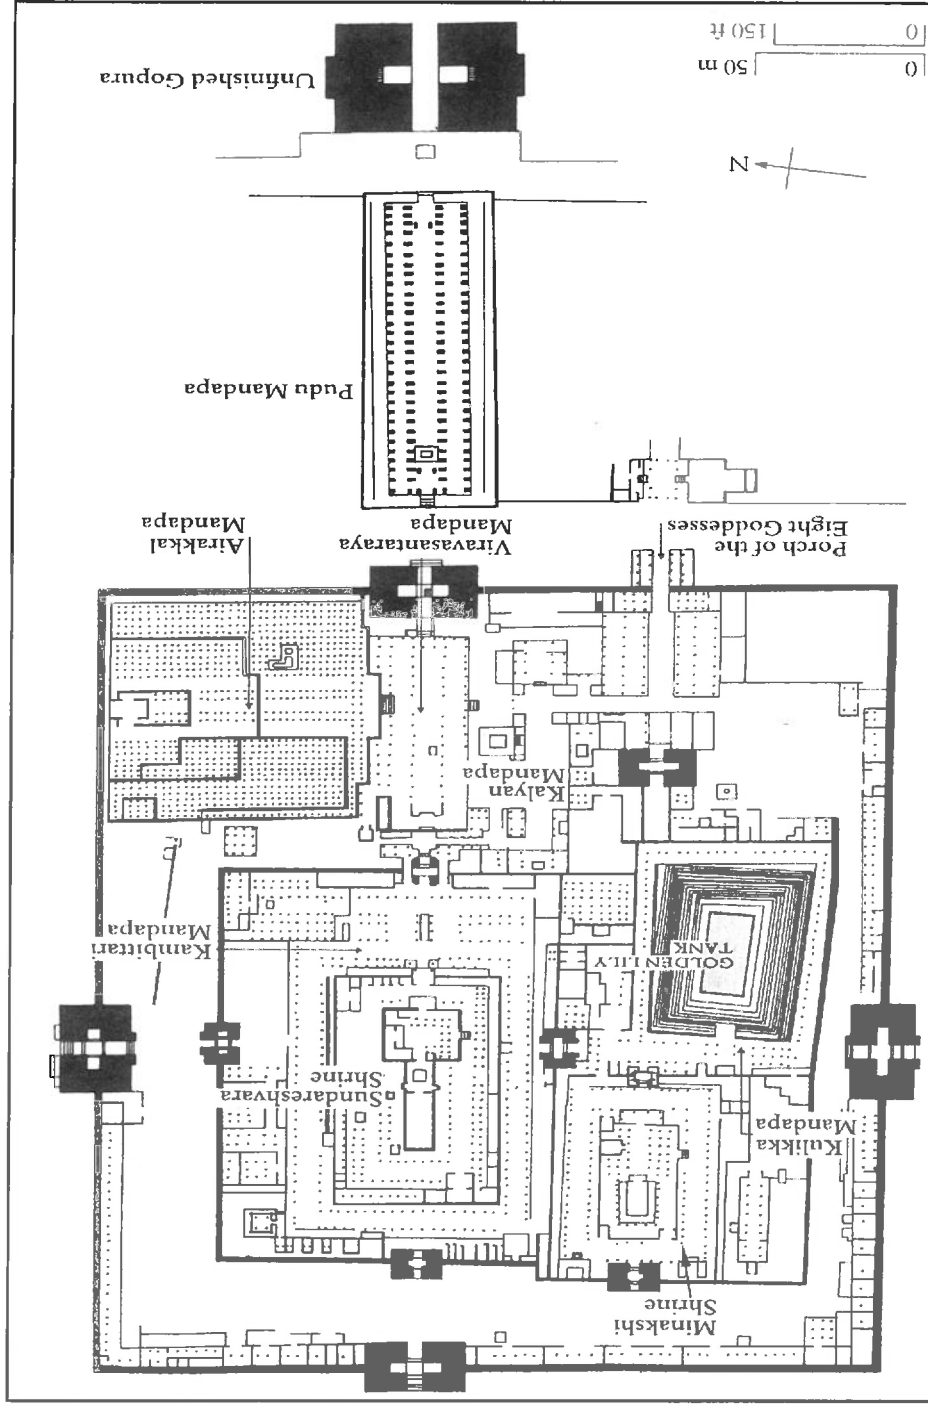 Minakshi
Shrine
Kulikka
Mandapa
Sundareshvara
Shrine
GOLDEN LILY
TANK
Kambittari
Mandapa
Kalyan
Mandapa
Porch of the
Eight Goddesses
Viravasantaraya
Mandapa
Airakkal
Mandapa
Pudu Mandapa
N
Unfinished Gopura
0 50 m
0 150 ft